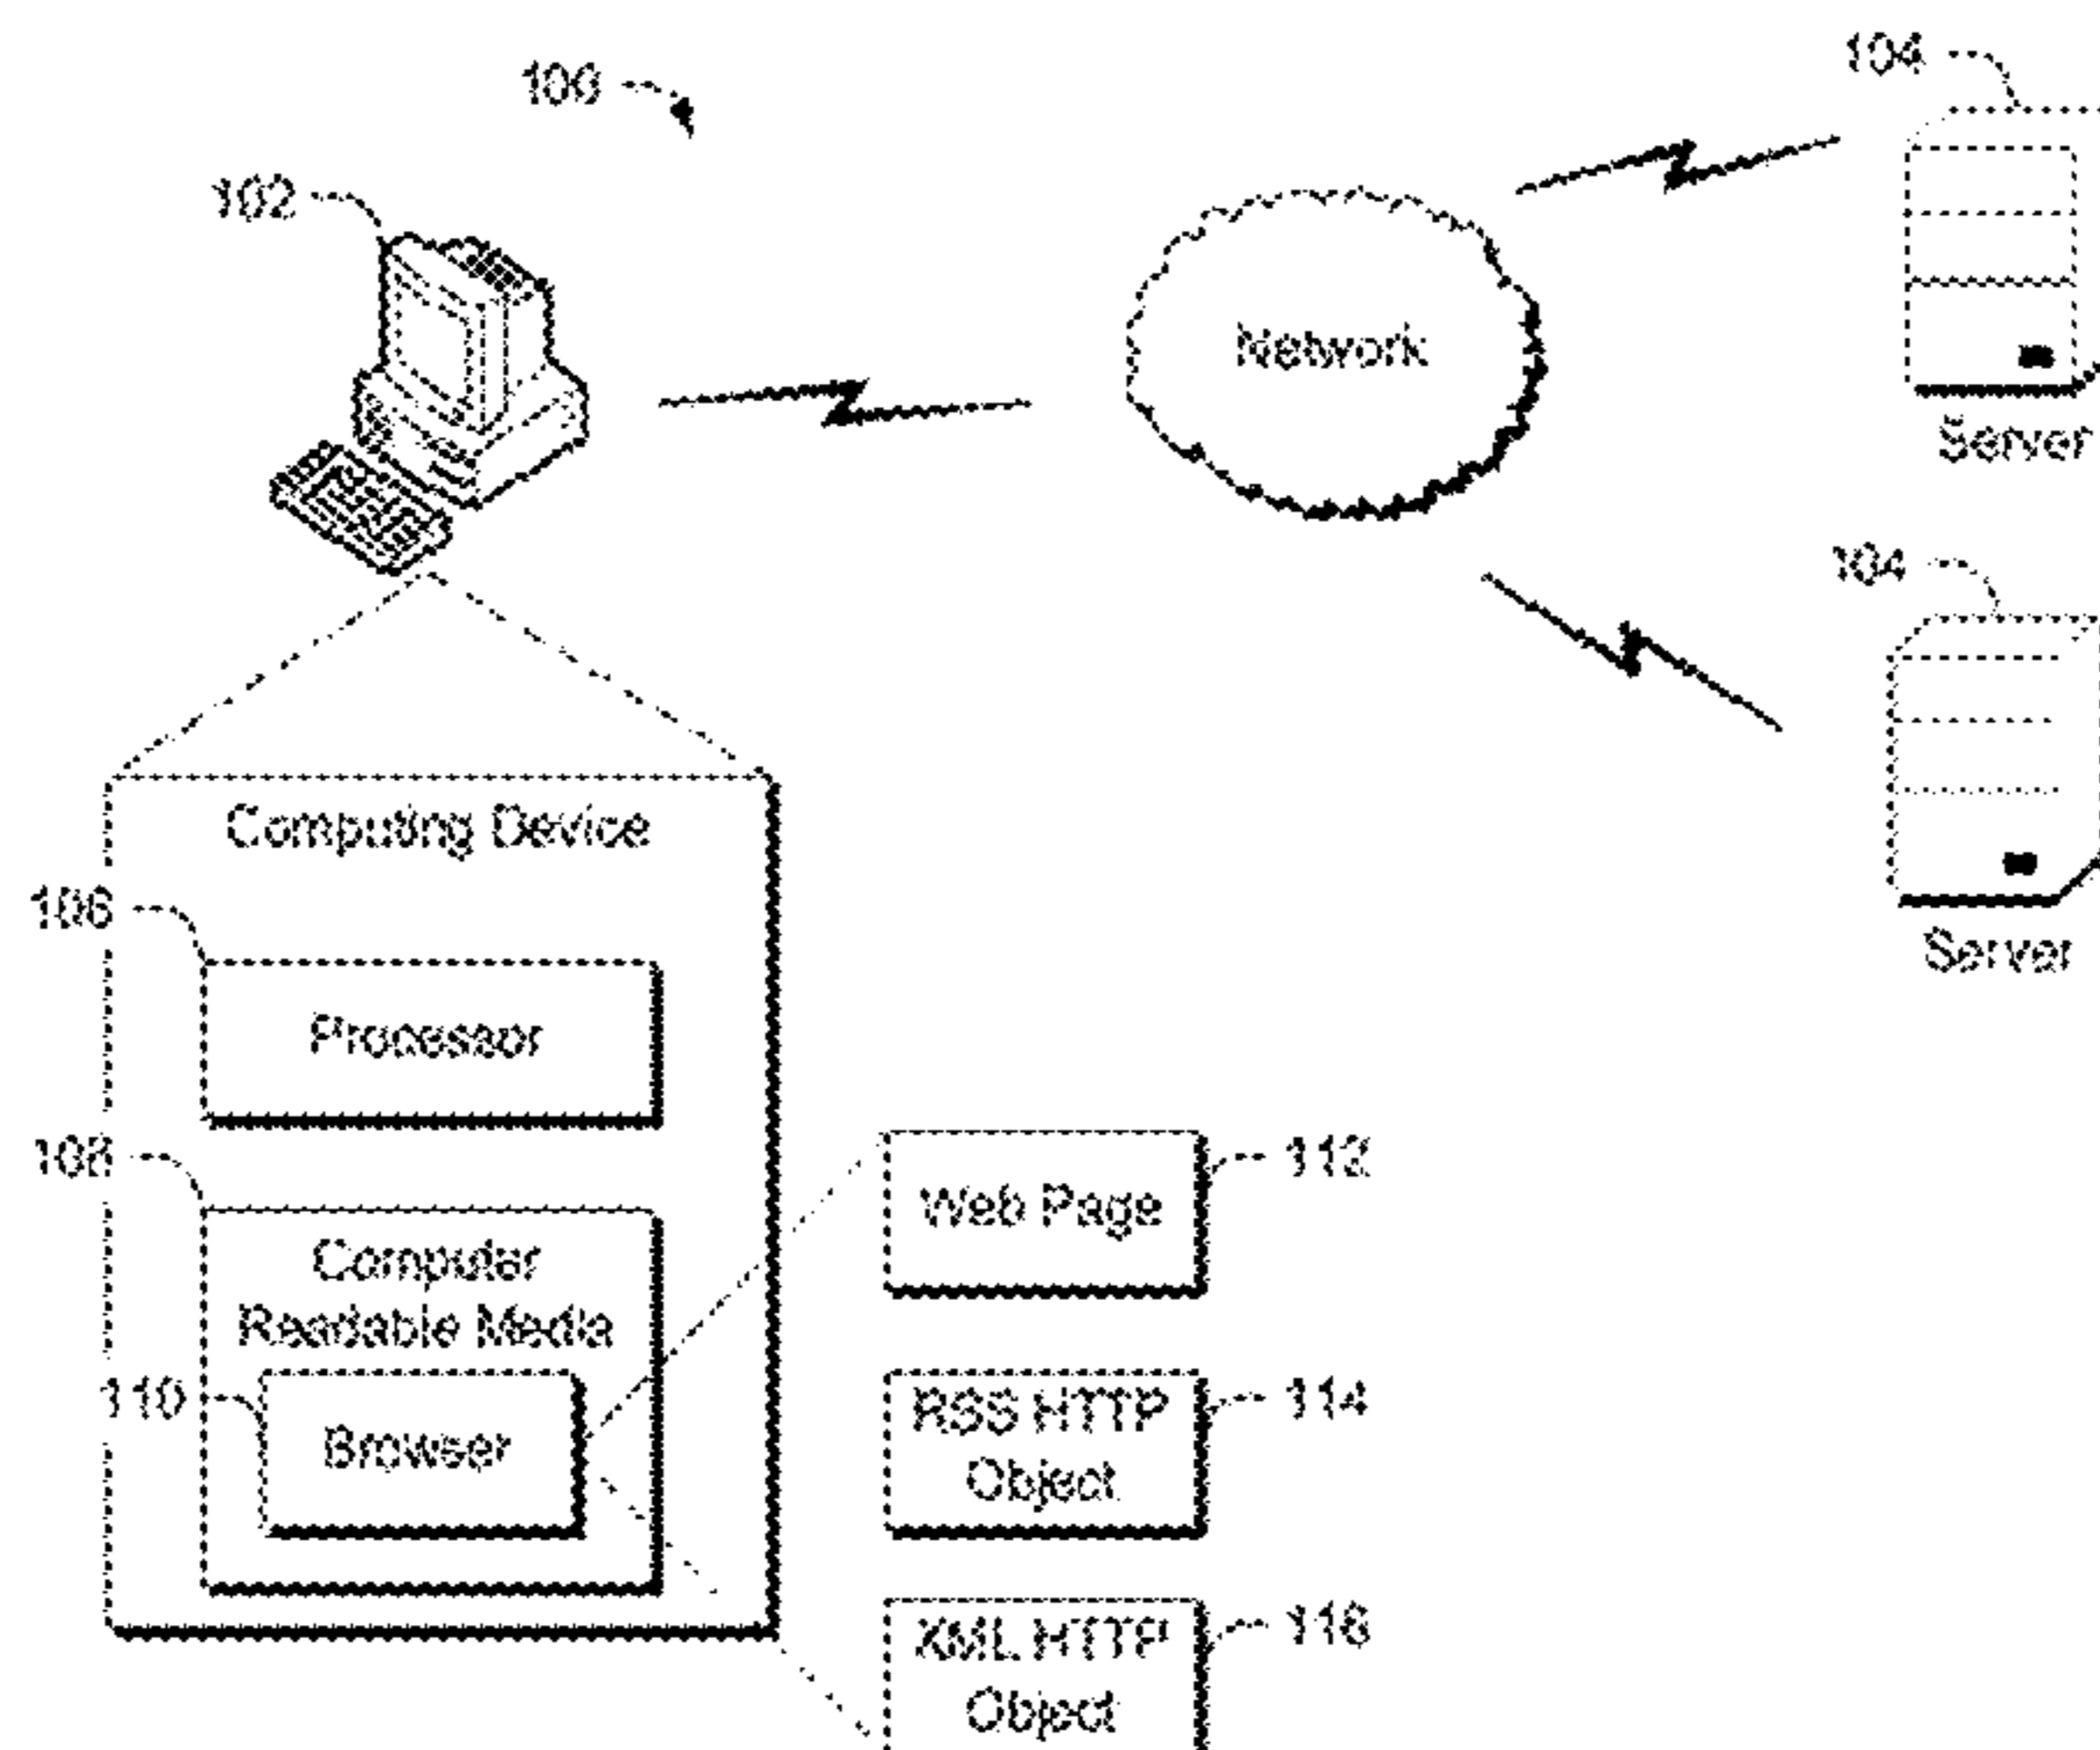 100
104
102
Network
Server
104
Computing Device
106
Server
Processor
108
112
Web Page
Computer
Readable Media
110
RSS HTTP
Object
114
Browser
XML HTTP
Object
116